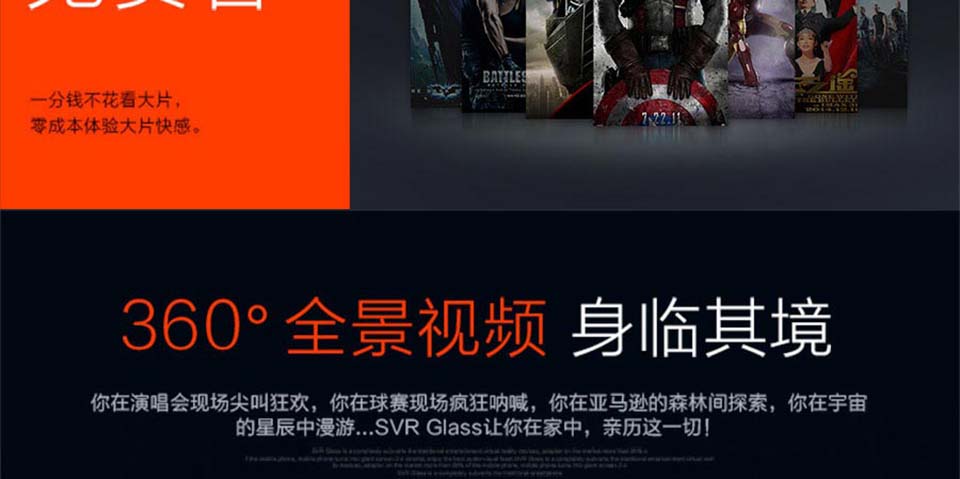 免费看
一分钱不花看大片，
零成本体验大片快感。
BATTLES
7.22.11
360° 全景视频 身临其境
你在演唱会现场尖叫狂欢，你在球赛现场疯狂呐喊，你在亚马逊的森林间探索，你在宇宙
的星辰中漫游...SVR Glass让你在家中，亲历这一切！